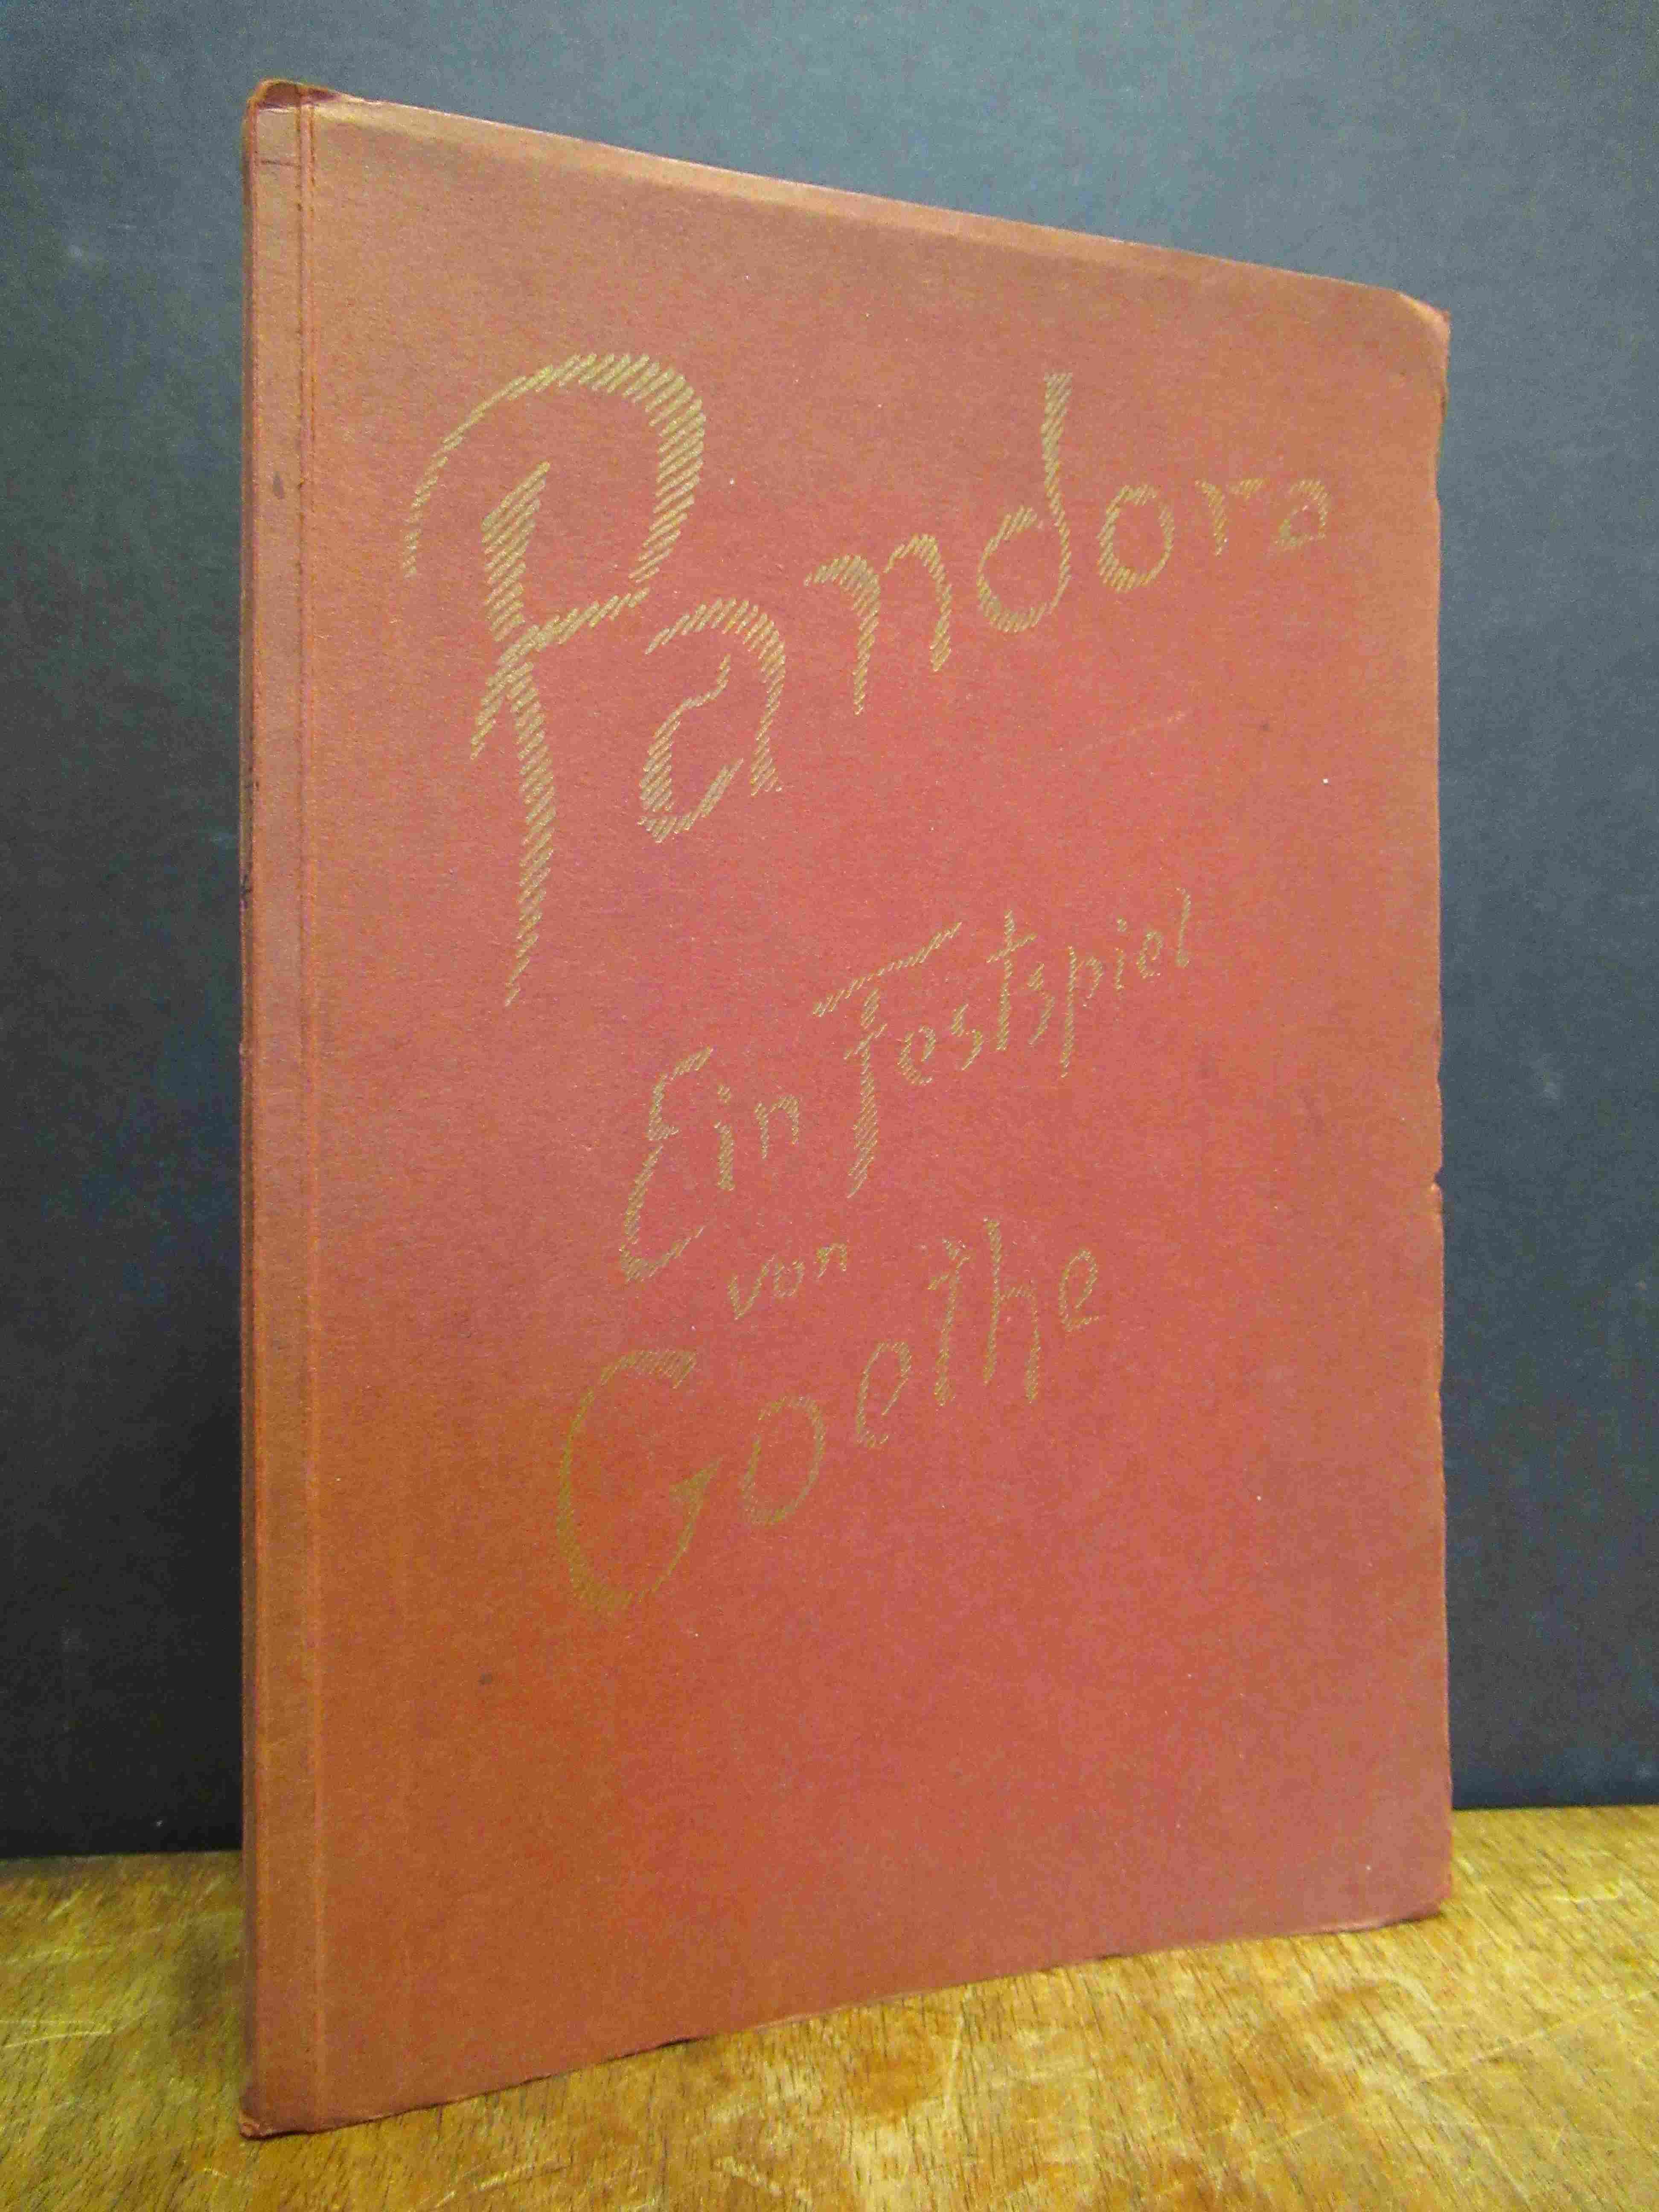 Pandora
Ein Festspiel
von
Goethe